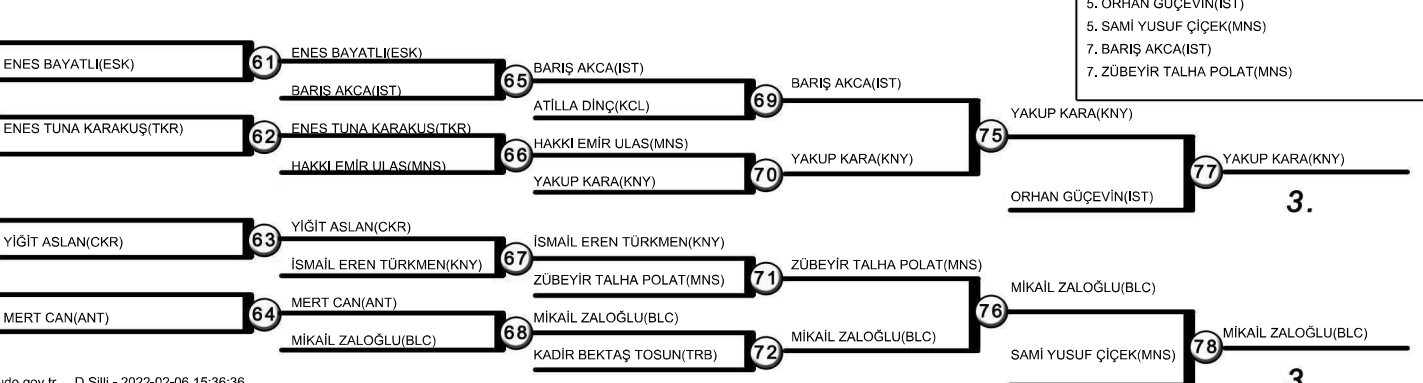 5. ORHAN GÜÇEVİN(IST)
5. SAMİ YUSUF ÇİÇEK(MNS)
7. BARIŞ AKCA(IST)
7. ZÜBEYİR TALHA POLAT(MNS)
ENES BAYATLI(ESK)
61
ENES BAYATLI(ESK)
BARIŞ AKCA(IST)
65
BARIŞ AKCA(IST)
ATİLLA DİNÇ(KCL)
69
BARIŞ AKCA(IST)
ENES TUNA KARAKUŞ(TKR)
62
ENES TUNA KARAKUŞ(TKR)
HAKKI EMİR ULAS(MNS)
66
HAKKI EMİR ULAS(MNS)
YAKUP KARA(KNY)
70
YAKUP KARA(KNY)
75
YAKUP KARA(KNY)
ORHAN GÜÇEVİN(IST)
77
YAKUP KARA(KNY)
3.
YİĞİT ASLAN(CKR)
63
YİĞİT ASLAN(CKR)
İSMAİL EREN TÜRKMEN(KNY)
67
İSMAİL EREN TÜRKMEN(KNY)
ZÜBEYİR TALHA POLAT(MNS)
71
ZÜBEYİR TALHA POLAT(MNS)
MERT CAN(ANT)
64
MERT CAN(ANT)
MİKAİL ZALOĞLU(BLC)
68
MİKAİL ZALOĞLU(BLC)
KADİR BEKTAŞ TOSUN(TRB)
72
MİKAİL ZALOĞLU(BLC)
76
MİKAİL ZALOĞLU(BLC)
SAMİ YUSUF ÇİÇEK(MNS)
78
MİKAİL ZALOĞLU(BLC)
3
udo.gov.tr D.Silli - 2022-02-06 15:36:36